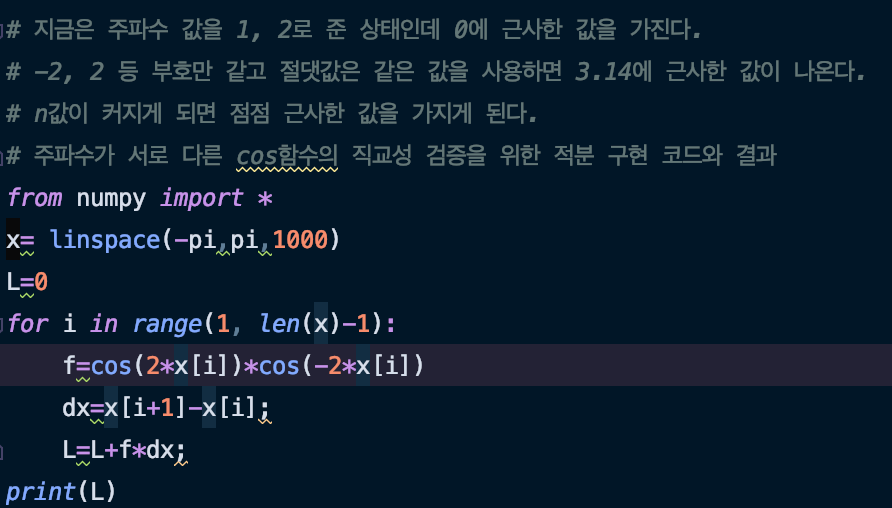 # 지금은 주파수 값을 1, 2로 준 상태인데 0에 근사한 값을 가진다.
# -2, 2 등 부호만 같고 절댓값은 같은 값을 사용하면 3.14에 근사한 값이 나온다.
# n값이 커지게 되면 점점 근사한 값을 가지게 된다.
# 주파수가 서로 다른 cos함수의 직교성 검증을 위한 적분 구현 코드와 결과
from numpy import *
x= linspace(-pi,pi,1000)
L=0
for i in range(1, len(x)-1):
    f=cos(2*x[i])*cos(-2*x[i])
    dx=x[i+1]-x[i];
    L=L+f*dx;
print(L)